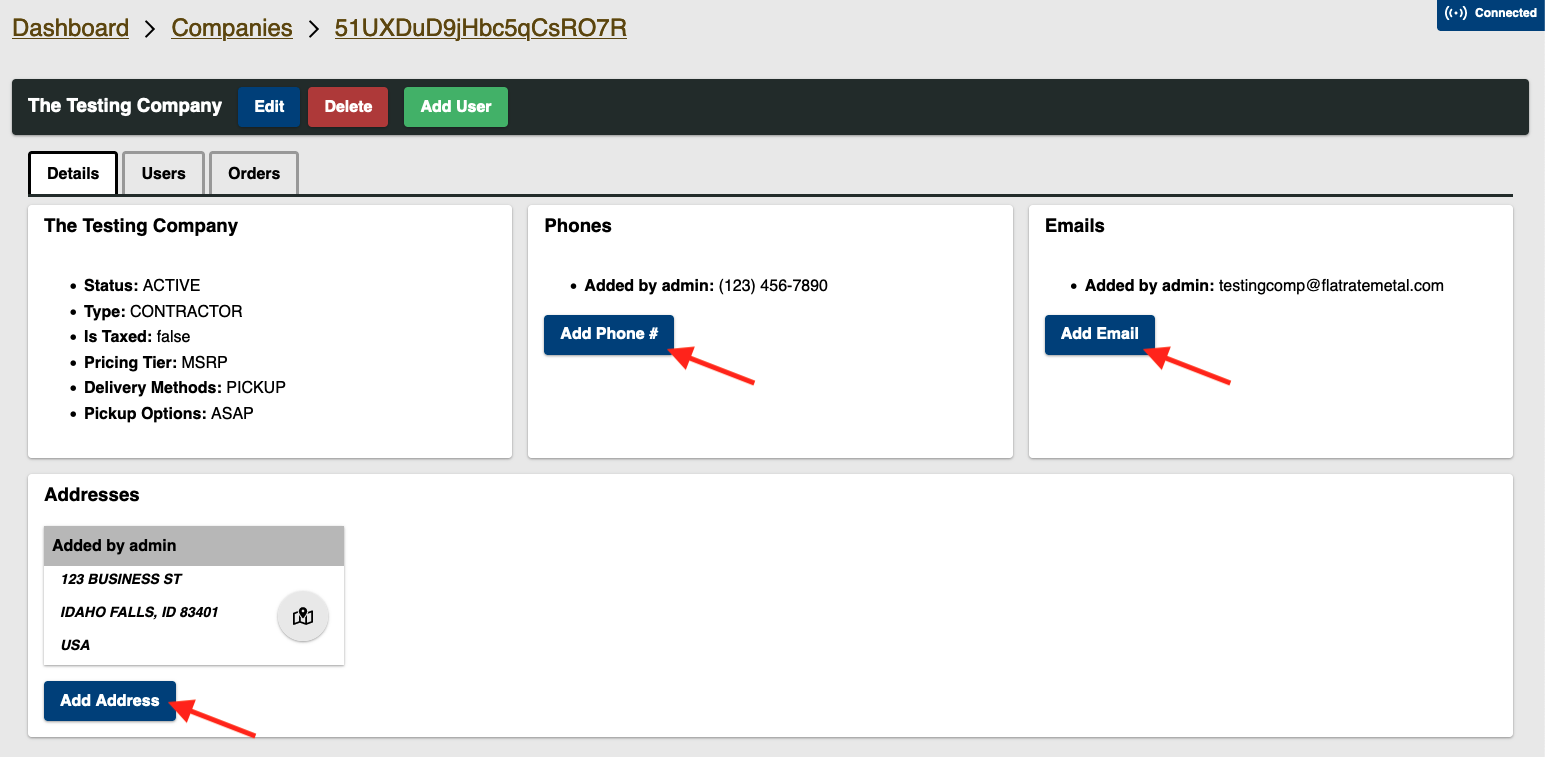 Dashboard > Companies > 51UXDuD9jHbc5qCsRO7R
Connected
The Testing Company Edit Delete Add User
Details Users Orders
The Testing Company
Status: ACTIVE
Type: CONTRACTOR
Is Taxed: false
Pricing Tier: MSRP
Delivery Methods: PICKUP
Pickup Options: ASAP
Phones
Added by admin: (123) 456-7890
Add Phone #
Emails
Added by admin: testingcomp@flatratemetal.com
Add Email
Addresses
Added by admin
123 BUSINESS ST
IDAHO FALLS, ID 83401
USA
Add Address